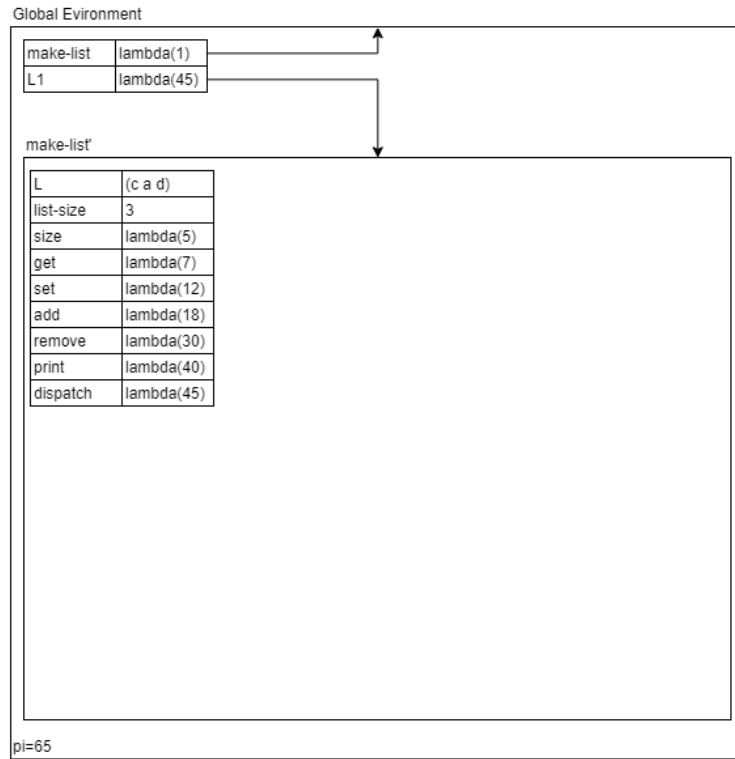 Global Evironment
make-list lambda(1)
L1 lambda(45)
make-list'
L (c a d)
list-size 3
size lambda(5)
get lambda(7)
set lambda(12)
add lambda(18)
remove lambda(30)
print lambda(40)
dispatch lambda(45)
pi=65